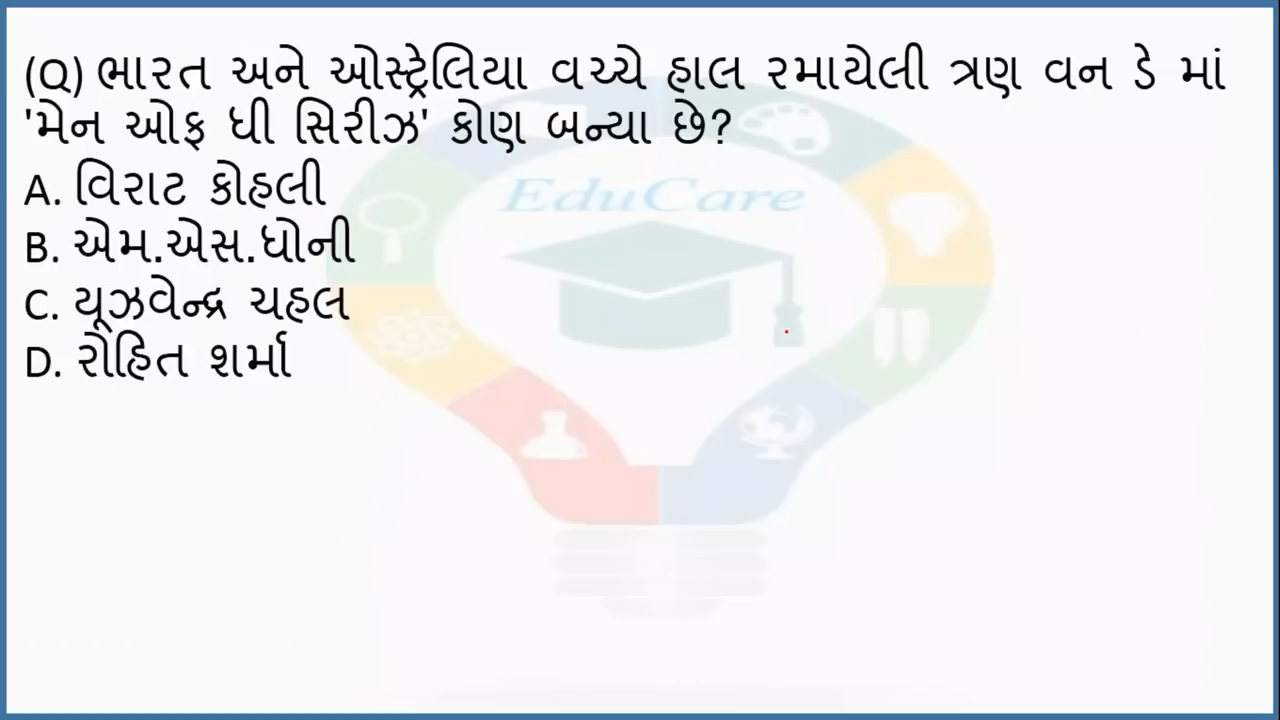 (Q) ભારત અને ઓસ્ટ્રેલિયા વચ્ચે હાલ રમાયેલી ત્રણ વન ડે માં
'મેન ઓફ ધી સિરીઝ' કોણ બન્યા છે?
A. વિરાટ કોહલી
B. એમ.એસ.ધોની
C. યૂઝવેન્દ્ર ચહલ
D. રોહિત શર્મા
EduCare